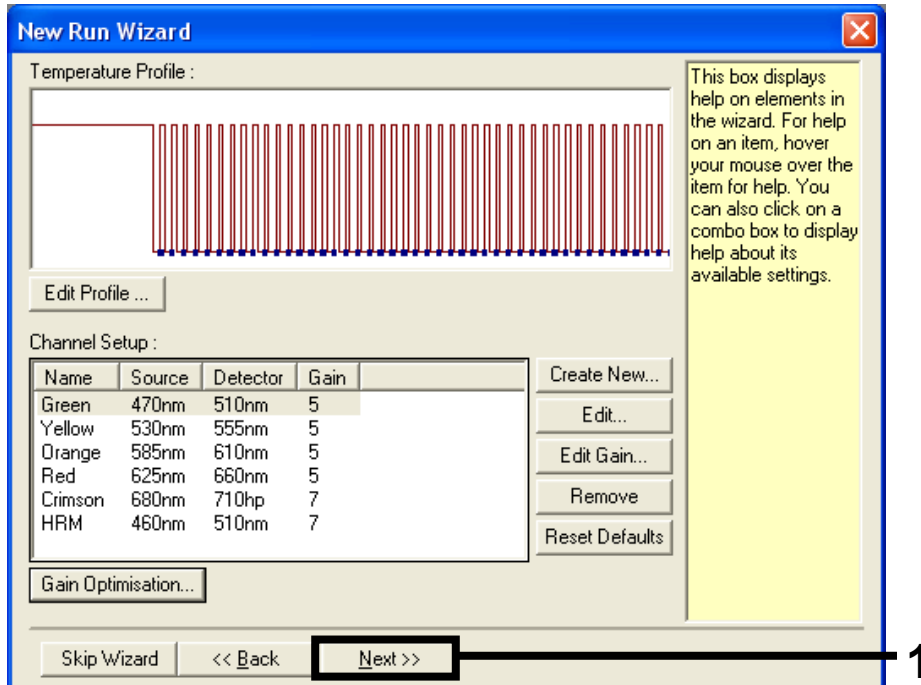 New Run Wizard
Temperature Profile :
This box displays
help on elements in
the wizard. For help
on an item, hover
your mouse over the
item for help. You
can also click on a
combo box to display
help about its
available settings.
Edit Profile ...
Channel Setup :
Name Source Detector Gain
Green 470nm 510nm 5
Yellow 530nm 555nm 5
Orange 585nm 610nm 5
Red 625nm 660nm 5
Crimson 680nm 710hp 7
HRM 460nm 510nm 7
Create New...
Edit...
Edit Gain...
Remove
Reset Defaults
Gain Optimisation...
Skip Wizard << Back Next >>
1